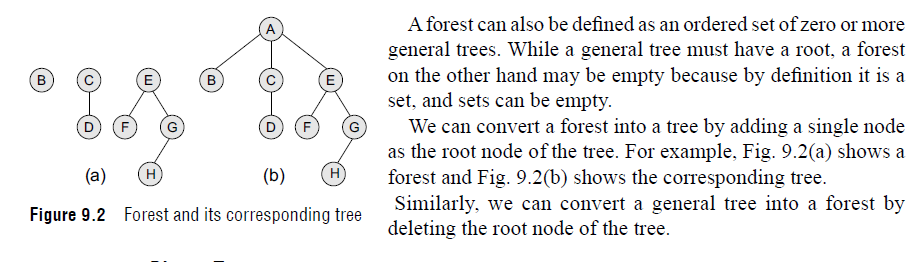 A
B C E B C E
D F G D F G
H H
(a) (b)
Figure 9.2 Forest and its corresponding tree
A forest can also be defined as an ordered set of zero or more
general trees. While a general tree must have a root, a forest
on the other hand may be empty because by definition it is a
set, and sets can be empty.
We can convert a forest into a tree by adding a single node
as the root node of the tree. For example, Fig. 9.2(a) shows a
forest and Fig. 9.2(b) shows the corresponding tree.
Similarly, we can convert a general tree into a forest by
deleting the root node of the tree.